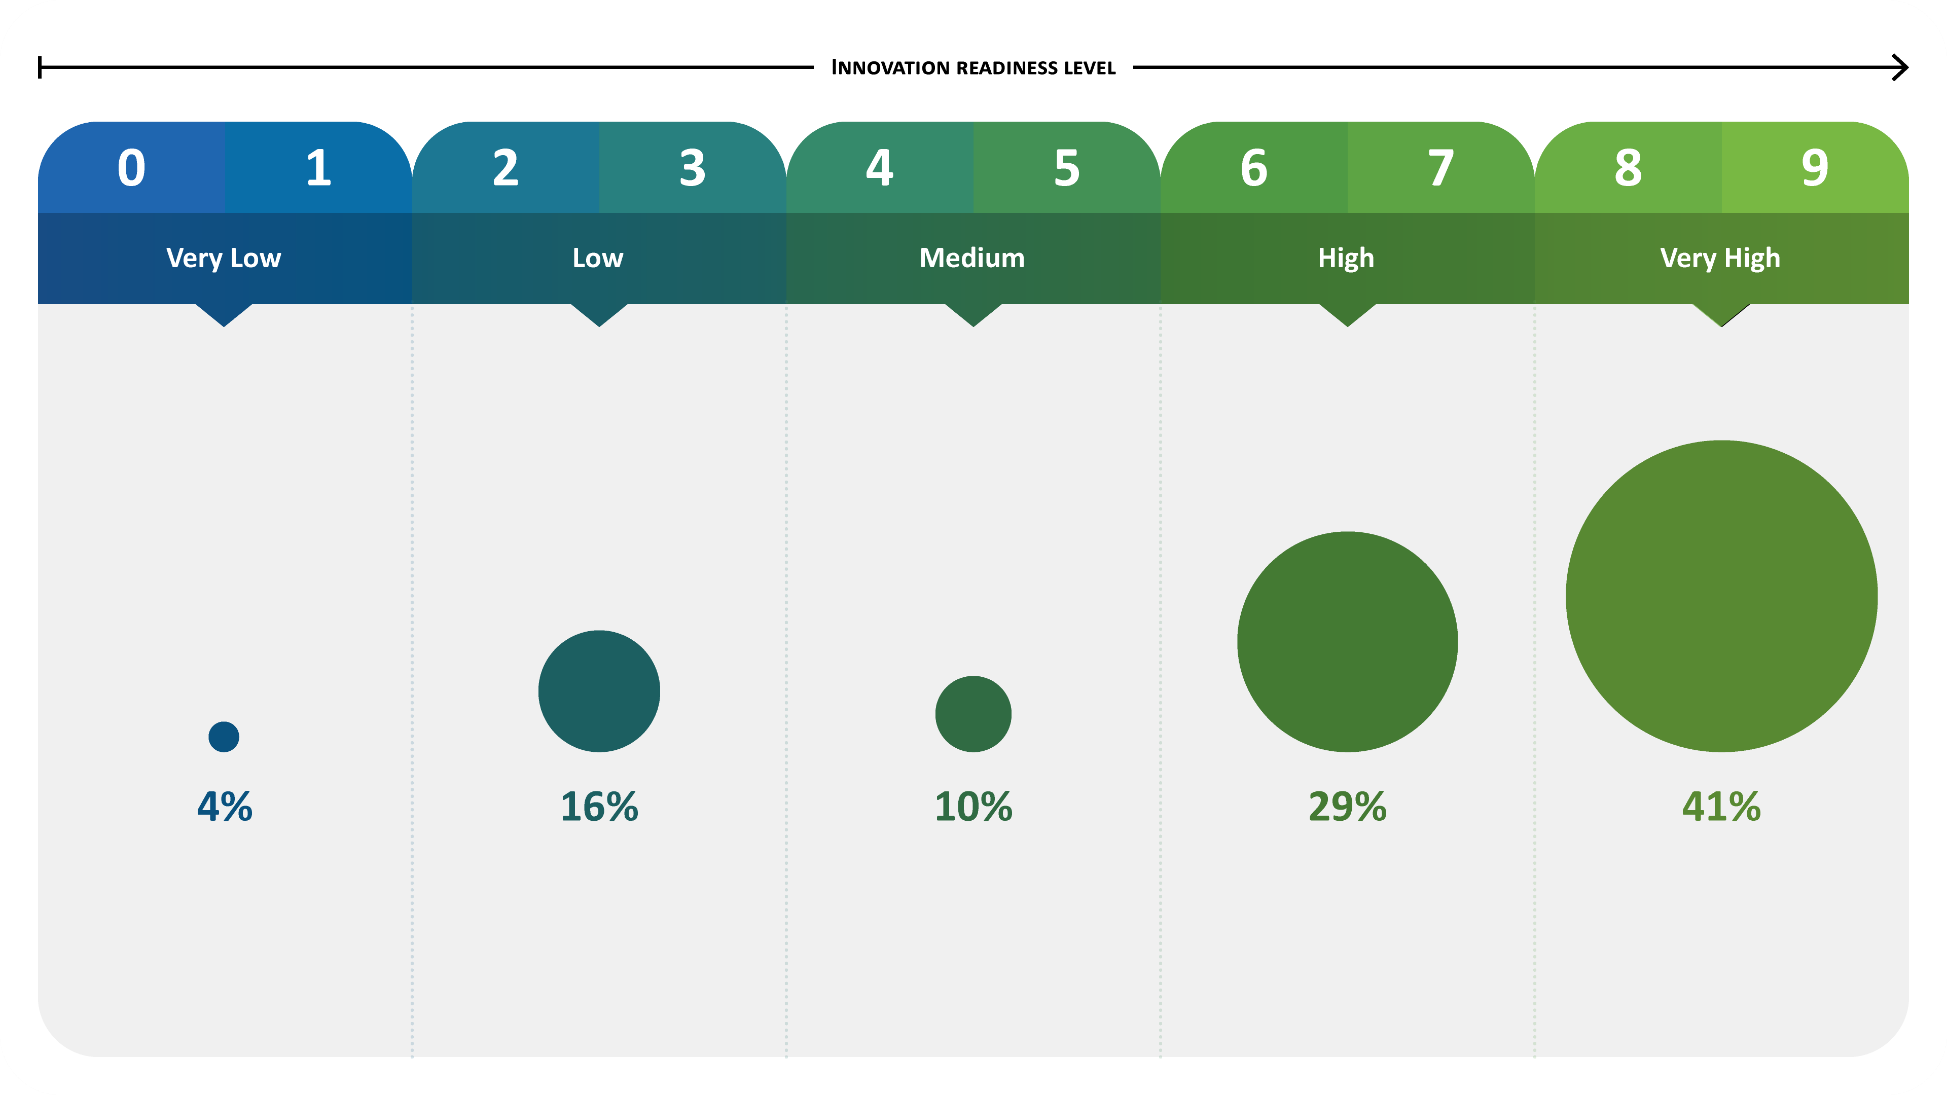 INNOVATION READINESS LEVEL
0 1 2 3 4 5 6 7 8 9
Very Low Low Medium High Very High
4% 16% 10% 29% 41%